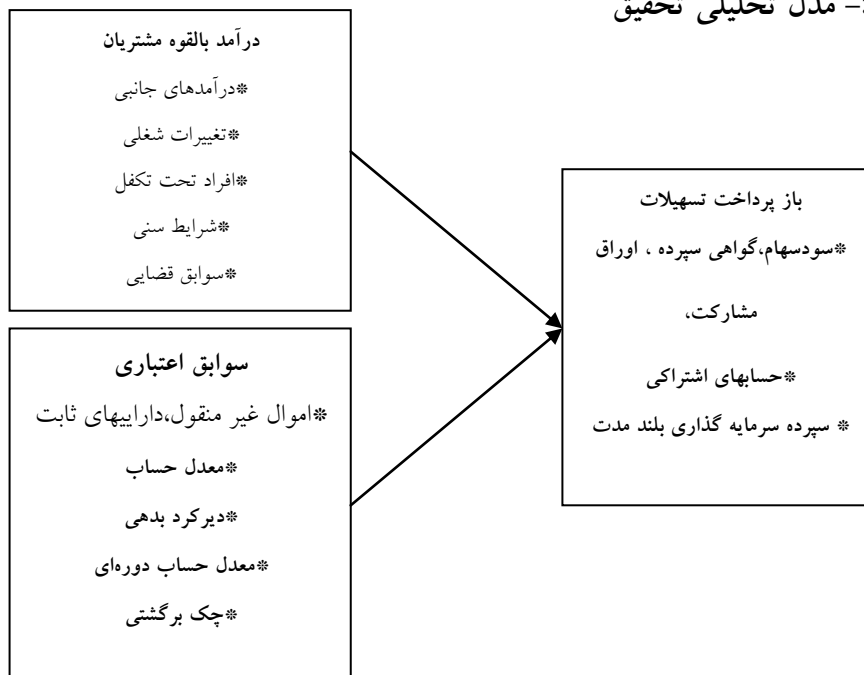 - مدل تحلیلی تحقیق
درآمد بالقوه مشتریان
*درآمدهای جانبی
*تغییرات شغلی
*افراد تحت تکفل
*شرایط سنی
*سوابق قضایی
باز پرداخت تسهیلات
*سودسهام،گواهی سپرده ، اوراق
مشارکت،
*حسابهای اشتراکی
* سپرده سرمایه گذاری بلند مدت
سوابق اعتباری
*اموال غیر منقول،داراییهای ثابت
*معدل حساب
*دیرکرد بدهی
*معدل حساب دوره‌ای
*چک برگشتی